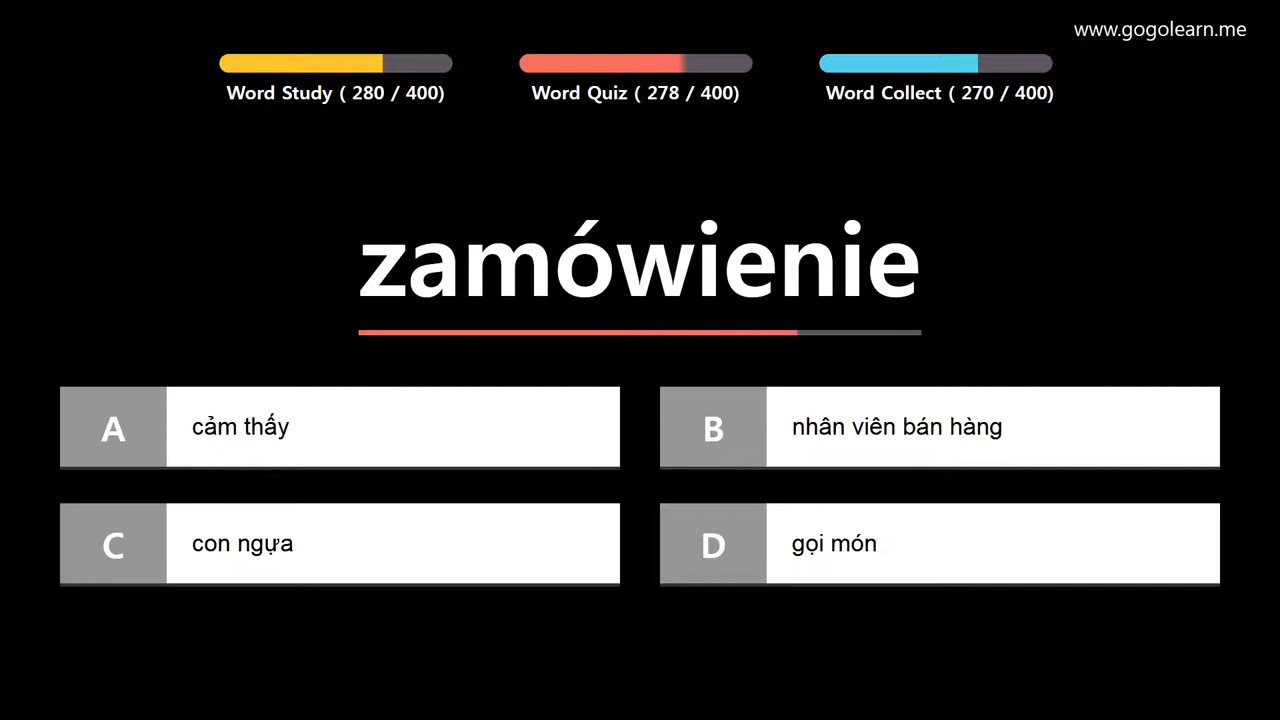 www.gogolearn.me
Word Study ( 280 / 400)
Word Quiz ( 278 / 400)
Word Collect ( 270 / 400)
zamówienie
A cảm thấy
B nhân viên bán hàng
C con ngựa
D gọi món